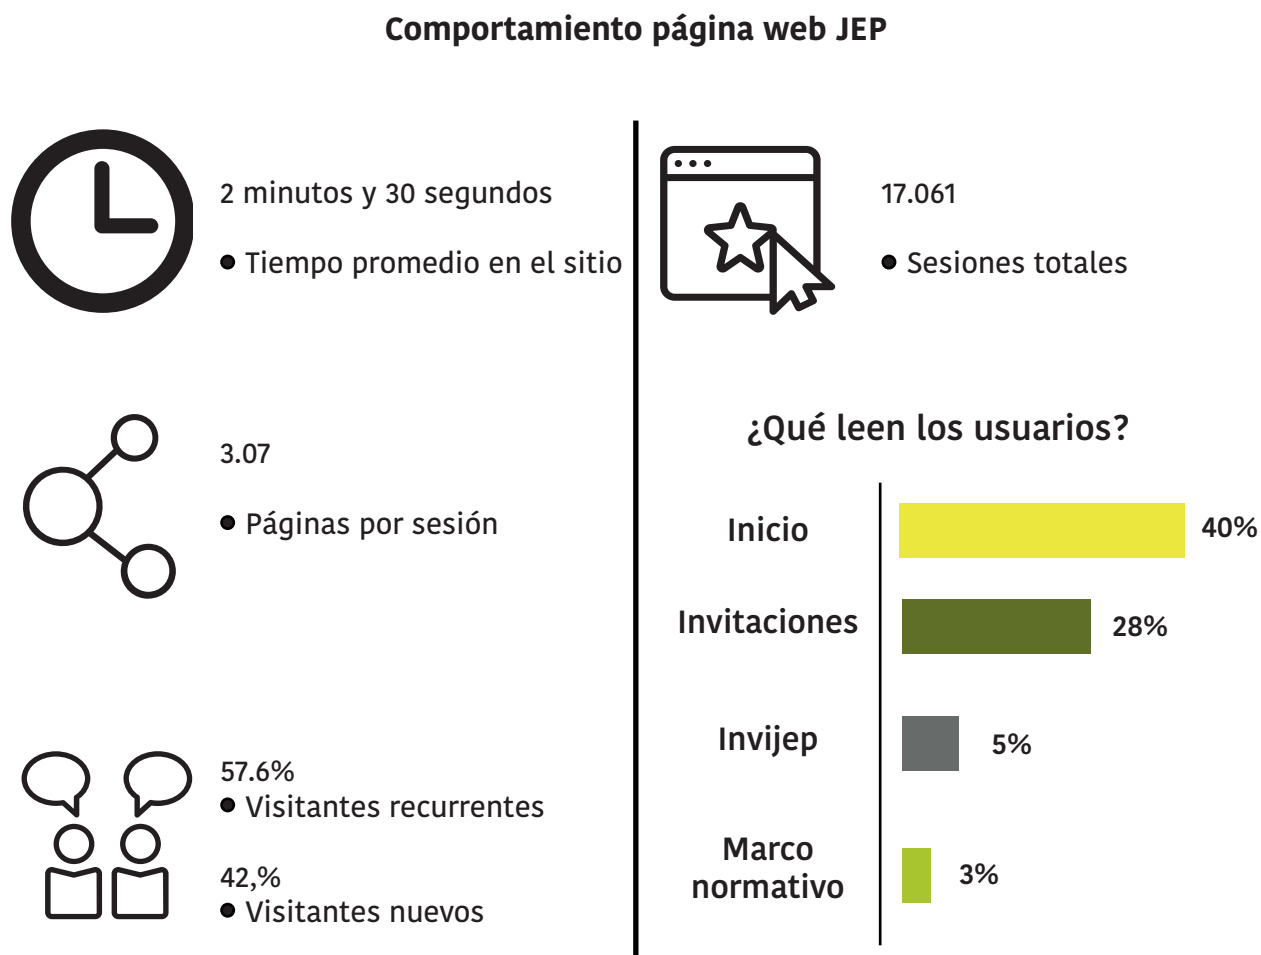 Comportamiento página web JEP
2 minutos y 30 segundos
● Tiempo promedio en el sitio
3.07
● Páginas por sesión
57.6%
● Visitantes recurrentes
42,%
● Visitantes nuevos
17.061
● Sesiones totales
¿Qué leen los usuarios?
Inicio 40%
Invitaciones 28%
Invijep 5%
Marco
normativo 3%